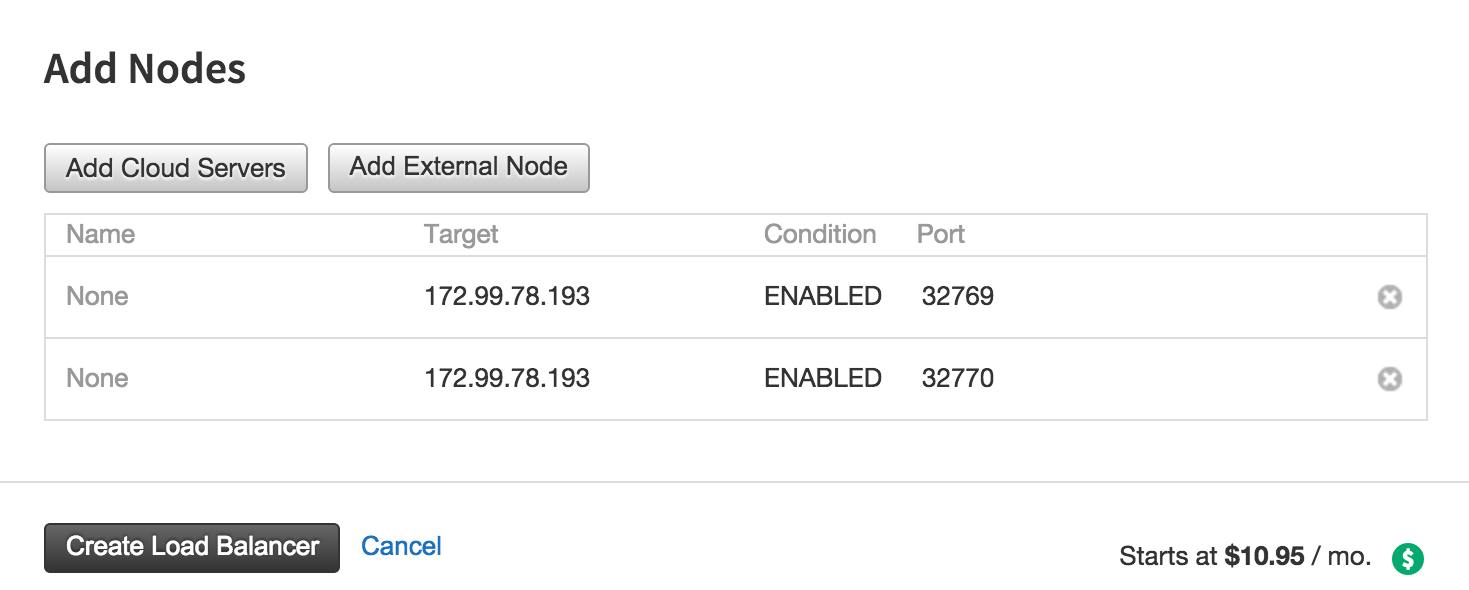 Add Nodes
Add Cloud Servers Add External Node
Name Target Condition Port
None 172.99.78.193 ENABLED 32769
None 172.99.78.193 ENABLED 32770
Create Load Balancer Cancel Starts at $10.95 / mo. $